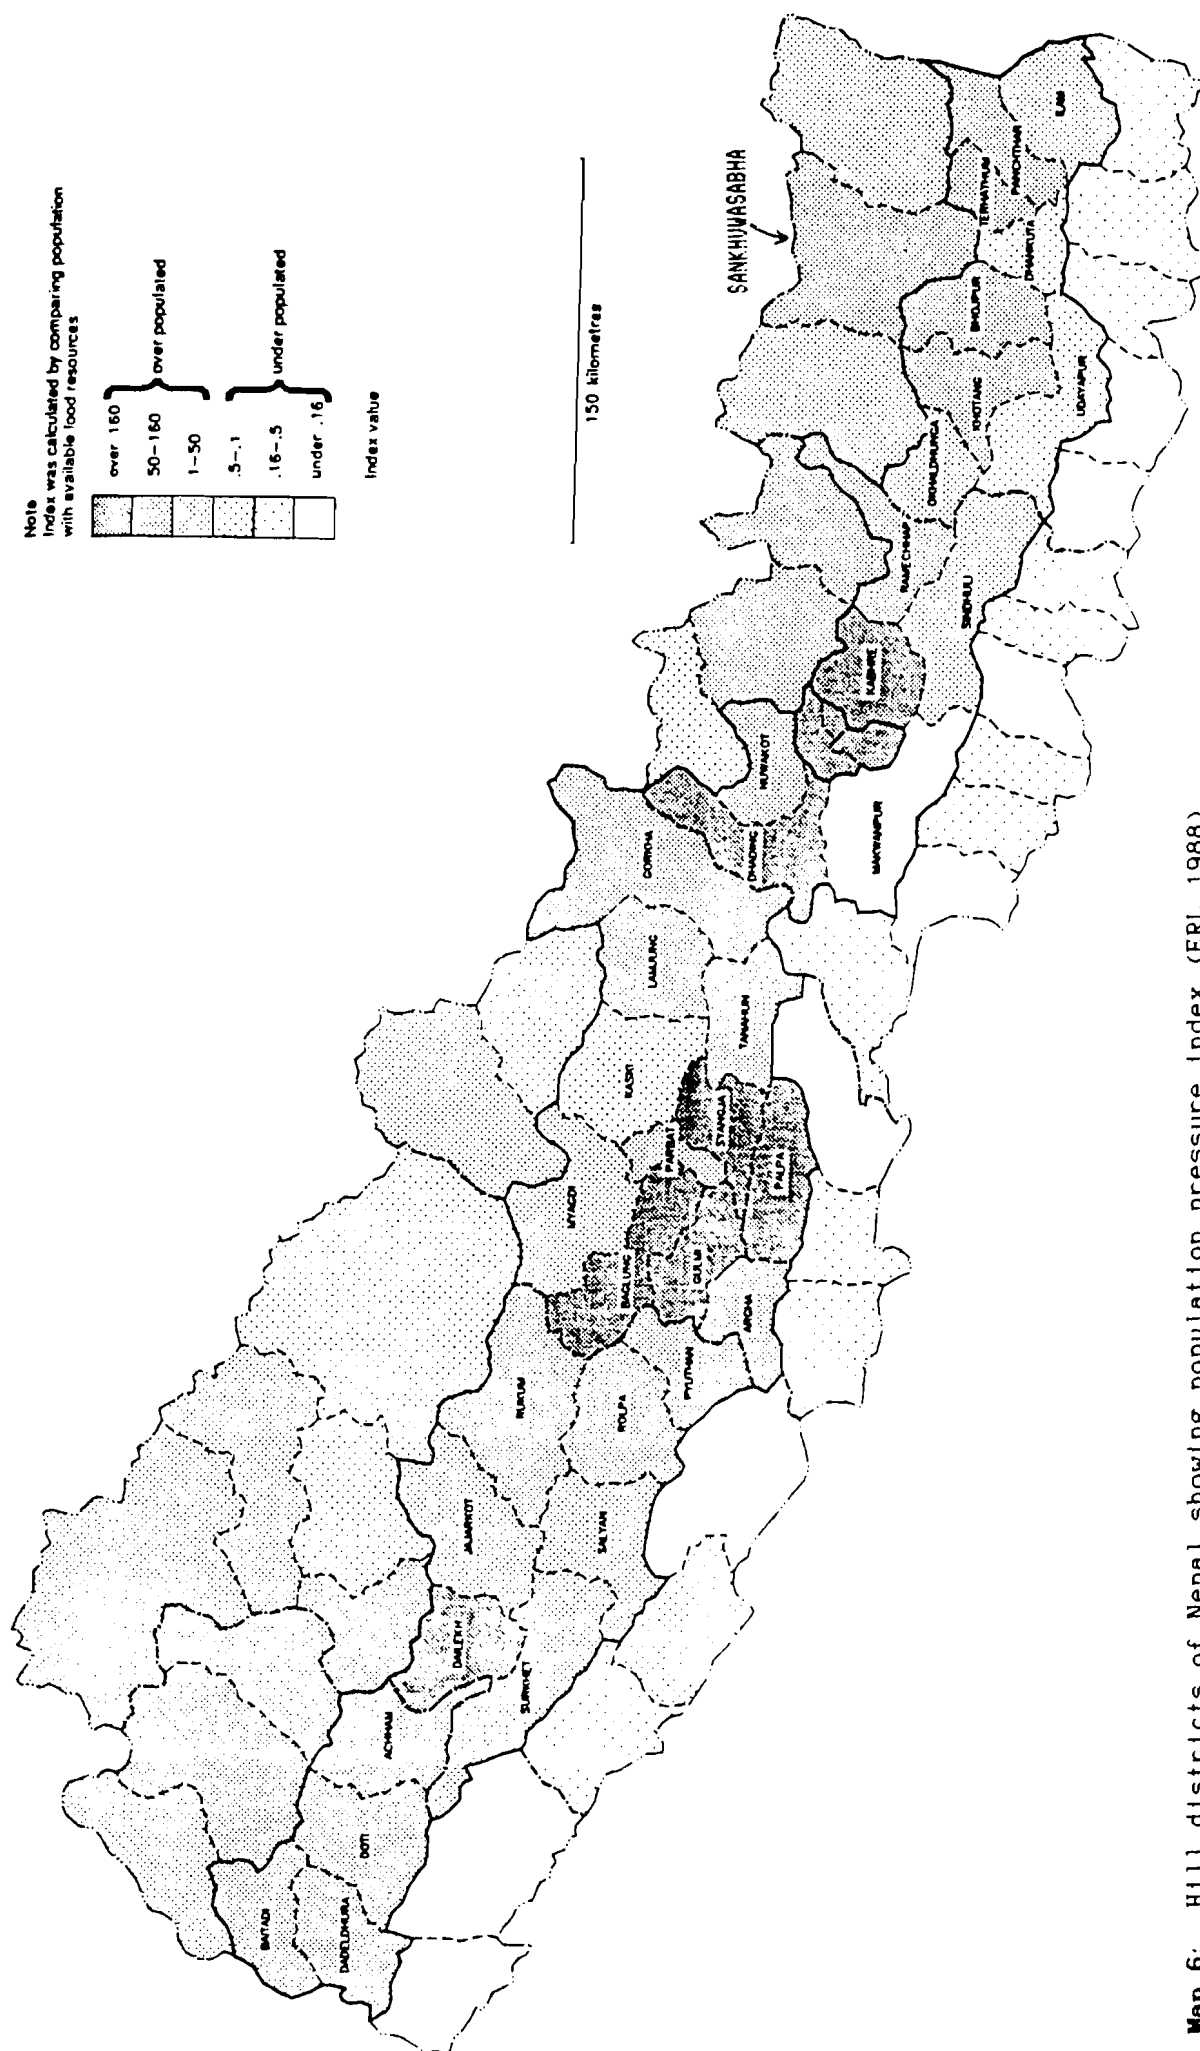 Note
Index was calculated by comparing population
with available food resources
over 160
50–160
1–50
over populated
.5–.1
.16–.5
under .16
under populated
Index value
150 kilometres
SANKHUWASABHA
BAITADI
DADELDHURA
DOTI
ACHHAM
DAILEKH
SURKHET
JAJARKOT
SALYAN
RUKUM
ROLPA
PYUTHAN
MYAGDI
BAGLUNG
GULMI
ARGHA
PARBAT
SYANGJA
PALPA
KASKI
LAMJUNG
TANAHUN
GORKHA
DHADING
NUWAKOT
MAKWANPUR
KABHRE
SINDHULI
RAMECHHAP
OKHALDHUNGA
KHOTANG
UDAYAPUR
BHOJPUR
DHANKUTA
TERHATHUM
PANCHTHAR
ILAM
Map 6: Hill districts of Nepal showing population pressure index (ERL 1988)